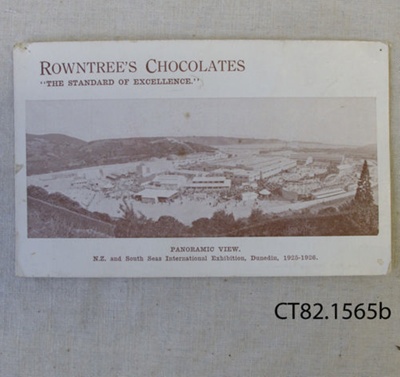 ROWNTREE'S CHOCOLATES
"THE STANDARD OF EXCELLENCE."
PANORAMIC VIEW.
N.Z. and South Seas International Exhibition, Dunedin, 1925-1926.
CT82.1565b